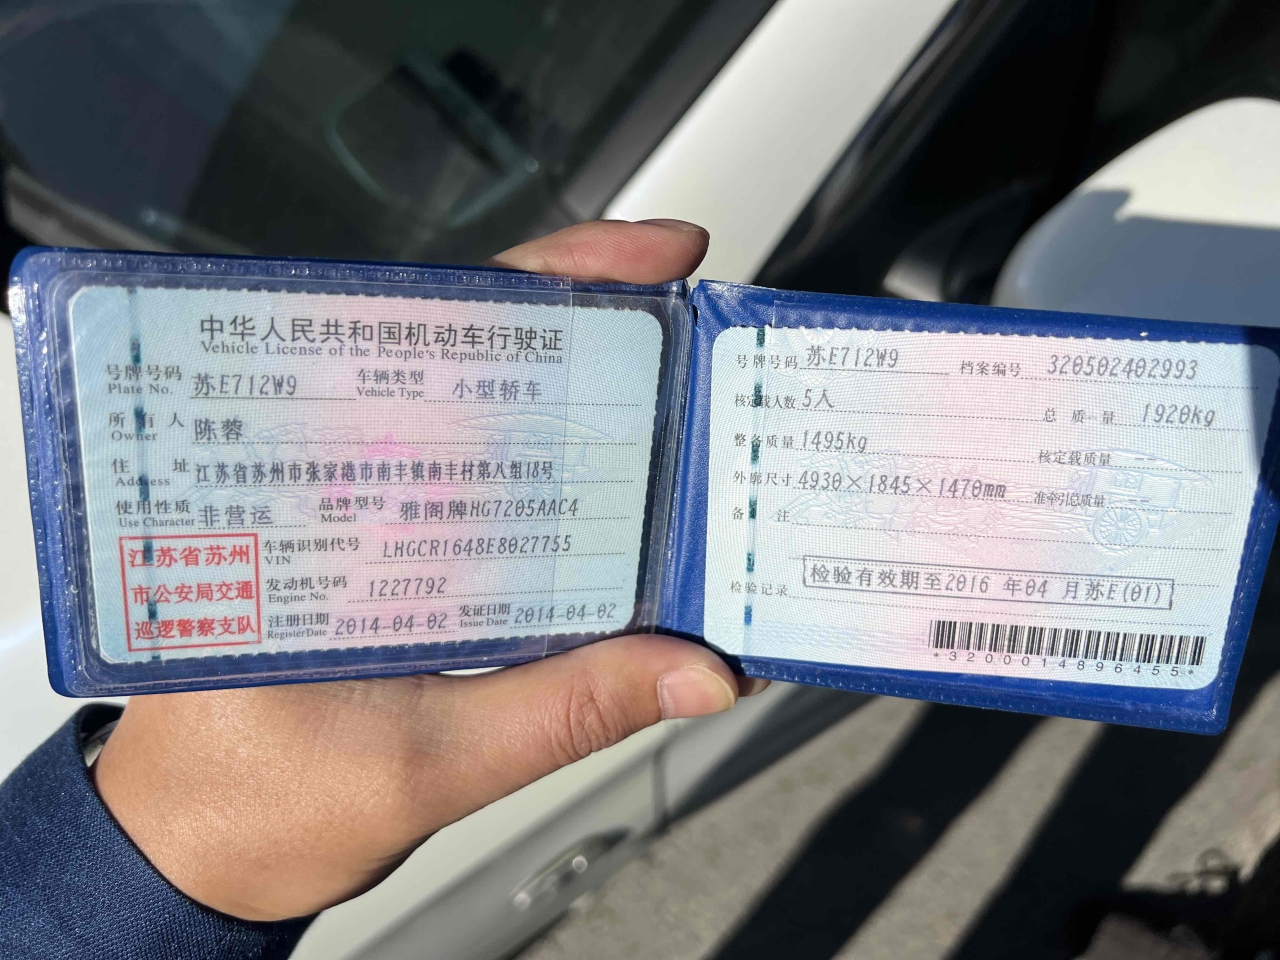 中华人民共和国机动车行驶证
Vehicle License of the People's Republic of China
号牌号码 苏E712W9 车辆类型 小型轿车
Plate No. Vehicle Type
所有人 陈蓉
Owner
住址 江苏省苏州市张家港市南丰镇南丰村第八组18号
Address
使用性质 非营运 品牌型号 雅阁牌HG7205AAC4
Use Character Model
江苏省苏州
市公安局交通
巡逻警察支队
车辆识别代号 LHGCR1648E8027755
VIN
发动机号码 1227792
Engine No.
注册日期 2014-04-02 发证日期 2014-04-02
Register Date Issue Date
号牌号码 苏E712W9 档案编号 320502402993
核定载人数 5人 总质量 1920kg
整备质量 1495kg 核定载质量
外廓尺寸 4930×1845×1470mm 准牵引总质量
备注
检验记录 检验有效期至2016 年04 月苏E(01)
*3200014896455*